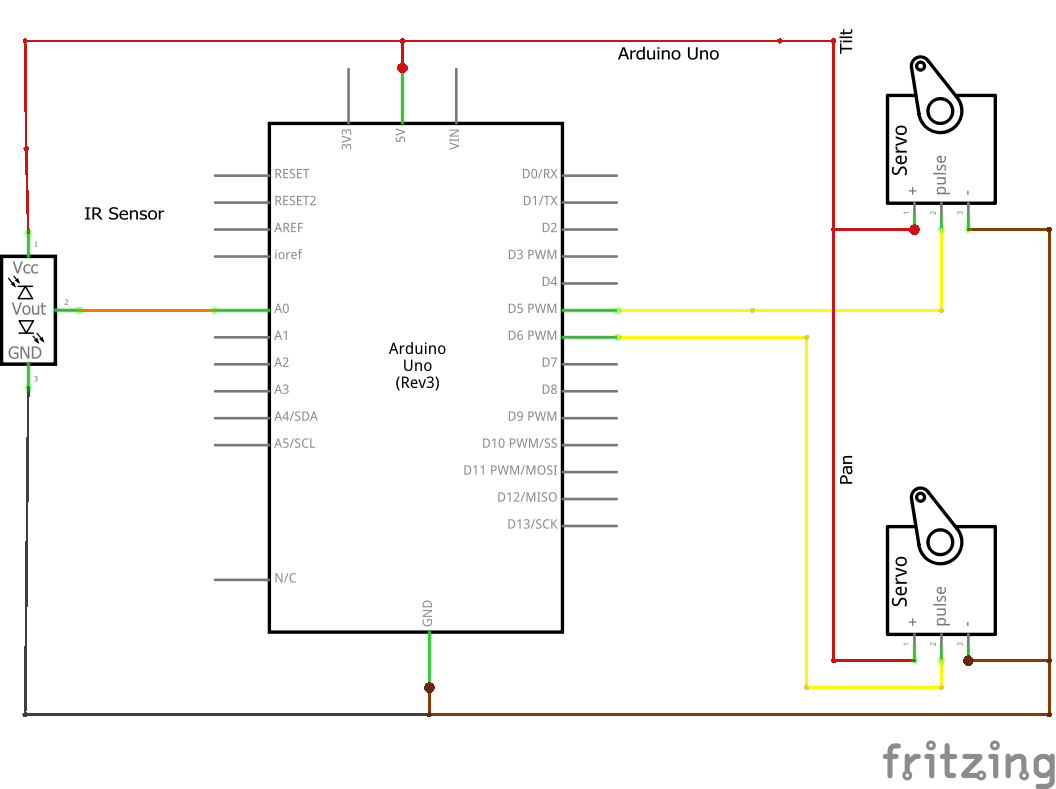 Tilt
Arduino Uno
3V3
5V
VIN
Servo
+
pulse
-
1
2
3
RESET
RESET2
AREF
ioref
A0
A1
A2
A3
A4/SDA
A5/SCL
N/C
D0/RX
D1/TX
D2
D3 PWM
D4
D5 PWM
D6 PWM
D7
D8
D9 PWM
D10 PWM/SS
D11 PWM/MOSI
D12/MISO
D13/SCK
IR Sensor
1
Vcc
2
Vout
GND
3
Arduino
Uno
(Rev3)
GND
Pan
Servo
+
pulse
-
1
2
3
fritzing